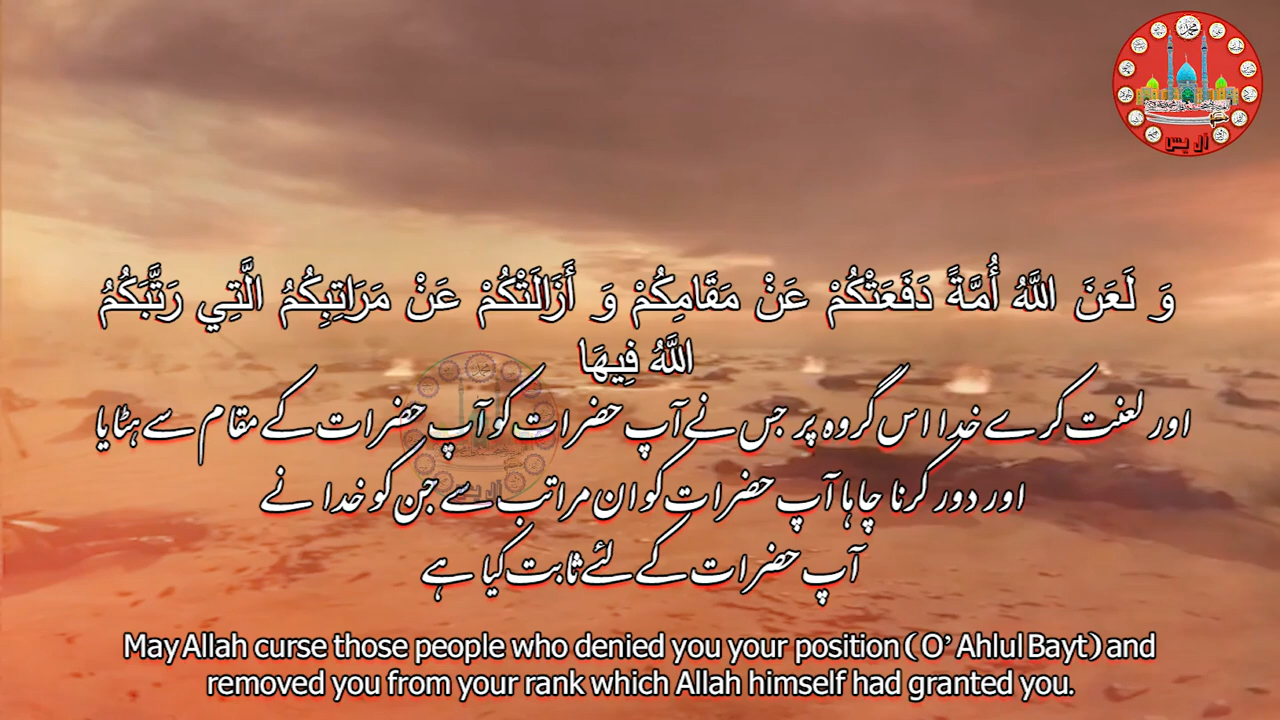 وَ لَعَنَ اللَّهُ أُمَّةً دَفَعَتْكُمْ عَنْ مَقَامِكُمْ وَ أَزَالَتْكُمْ عَنْ مَرَاتِبِكُمُ الَّتِي رَتَّبَكُمُ
اللَّهُ فِيهَا
اور لعنت کرے خدا اس گروہ پر جس نے آپ حضرات کو آپ حضرات کے مقام سے ہٹایا
اور دور کرنا چاہا آپ حضرات کو ان مراتب سے جن کو خدا نے
آپ حضرات کے لئے ثابت کیا ہے
May Allah curse those people who denied you your position ( O’ Ahlul Bayt ) and
removed you from your rank which Allah himself had granted you.
آل یس